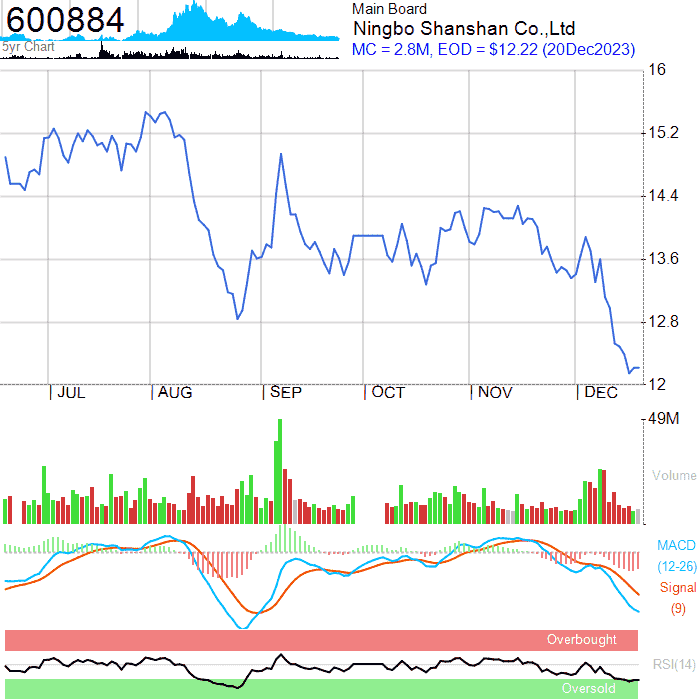 600884
5yr Chart
Main Board
Ningbo Shanshan Co.,Ltd
MC = 2.8M, EOD = $12.22 (20Dec2023)
16
15.2
14.4
13.6
12.8
12
JUL AUG SEP OCT NOV DEC
49M
Volume
MACD
(12-26)
Signal
(9)
Overbought
RSI(14)
Oversold